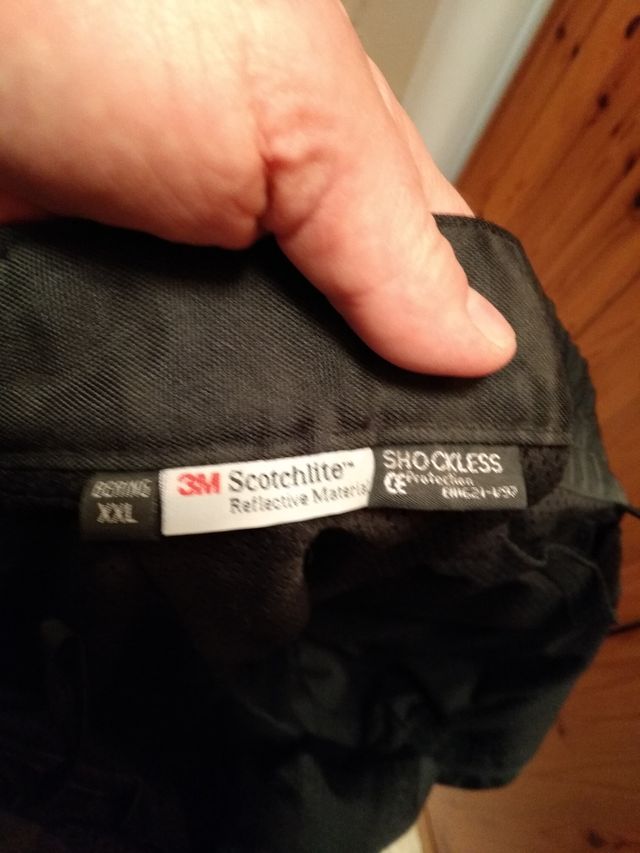 BERING
XXL
3M Scotchlite™
Reflective Material
SHOCKLESS
CE Protection
EN1621-1/97